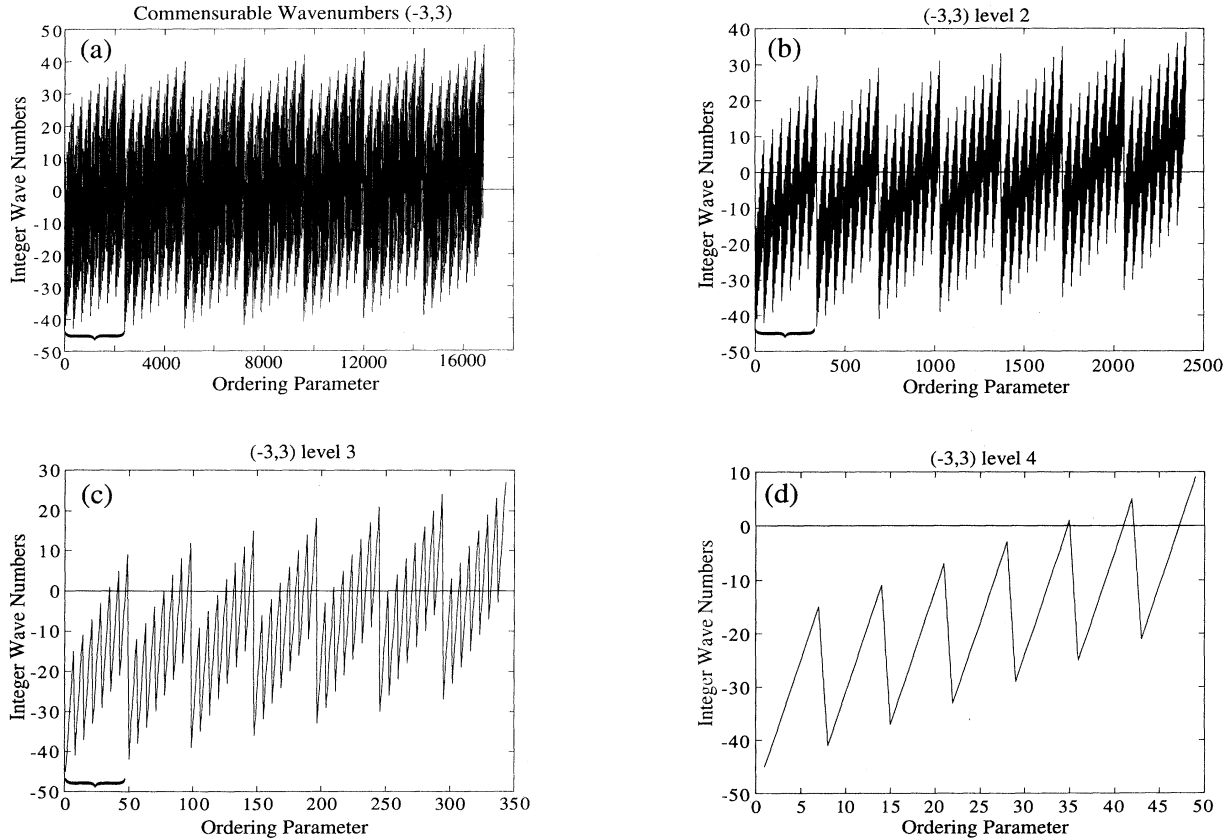 Commensurable Wavenumbers (-3,3)
(a)
Integer Wave Numbers
50
40
30
20
10
0
-10
-20
-30
-40
-50
0 4000 8000 12000 16000
Ordering Parameter
(-3,3) level 2
(b)
Integer Wave Numbers
40
30
20
10
0
-10
-20
-30
-40
-50
0 500 1000 1500 2000 2500
Ordering Parameter
(-3,3) level 3
(c)
Integer Wave Numbers
30
20
10
0
-10
-20
-30
-40
-50
0 50 100 150 200 250 300 350
Ordering Parameter
(-3,3) level 4
(d)
Integer Wave Numbers
10
0
-10
-20
-30
-40
-50
0 5 10 15 20 25 30 35 40 45 50
Ordering Parameter